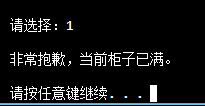 请选择: 1
非常抱歉，当前柜子已满。
请按任意键继续. . .